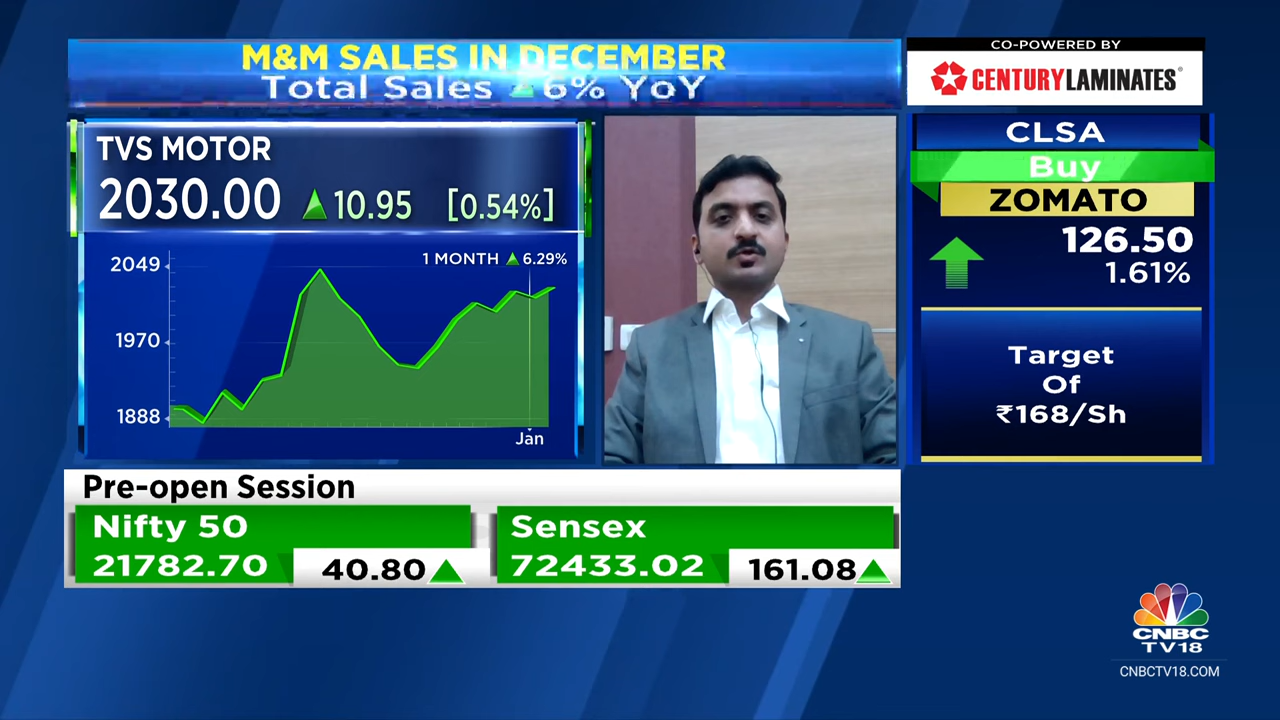 M&M SALES IN DECEMBER
Total Sales ▲6% YoY
CO-POWERED BY
CENTURYLAMINATES®
TVS MOTOR
2030.00 ▲10.95 [0.54%]
1 MONTH ▲6.29%
2049
1970
1888
Jan
CLSA
Buy
ZOMATO
126.50
1.61%
Target
Of
₹168/Sh
Pre-open Session
Nifty 50
21782.70 40.80▲
Sensex
72433.02 161.08▲
CNBC
TV18
CNBCTV18.COM